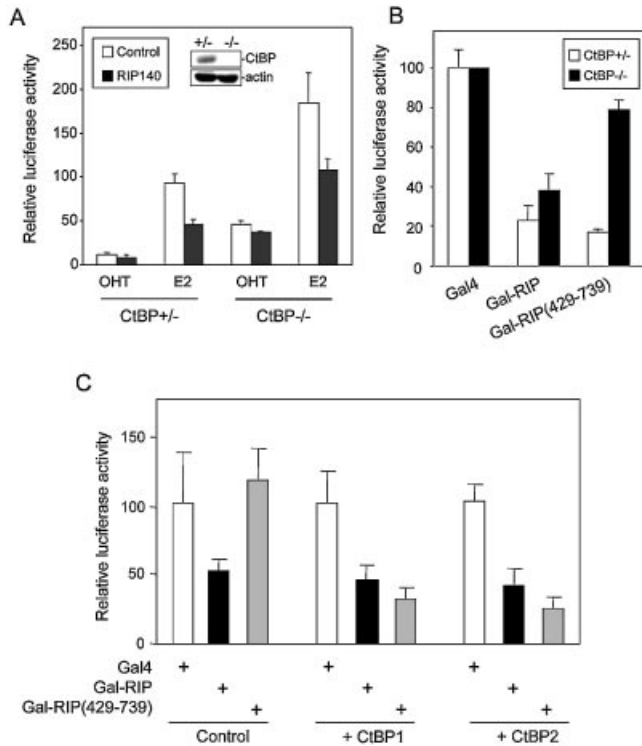 A
Relative luciferase activity
250
200
150
100
50
0
Control
RIP140
+/- -/-
-CtBP
-actin
OHT E2 OHT E2
CtBP+/- CtBP-/-
B
Relative luciferase activity
100
80
60
40
20
0
CtBP+/-
CtBP-/-
Gal4
Gal-RIP
Gal-RIP(429-739)
C
Relative luciferase activity
150
100
50
0
Gal4 + + +
Gal-RIP + + +
Gal-RIP(429-739) + + +
Control + CtBP1 + CtBP2